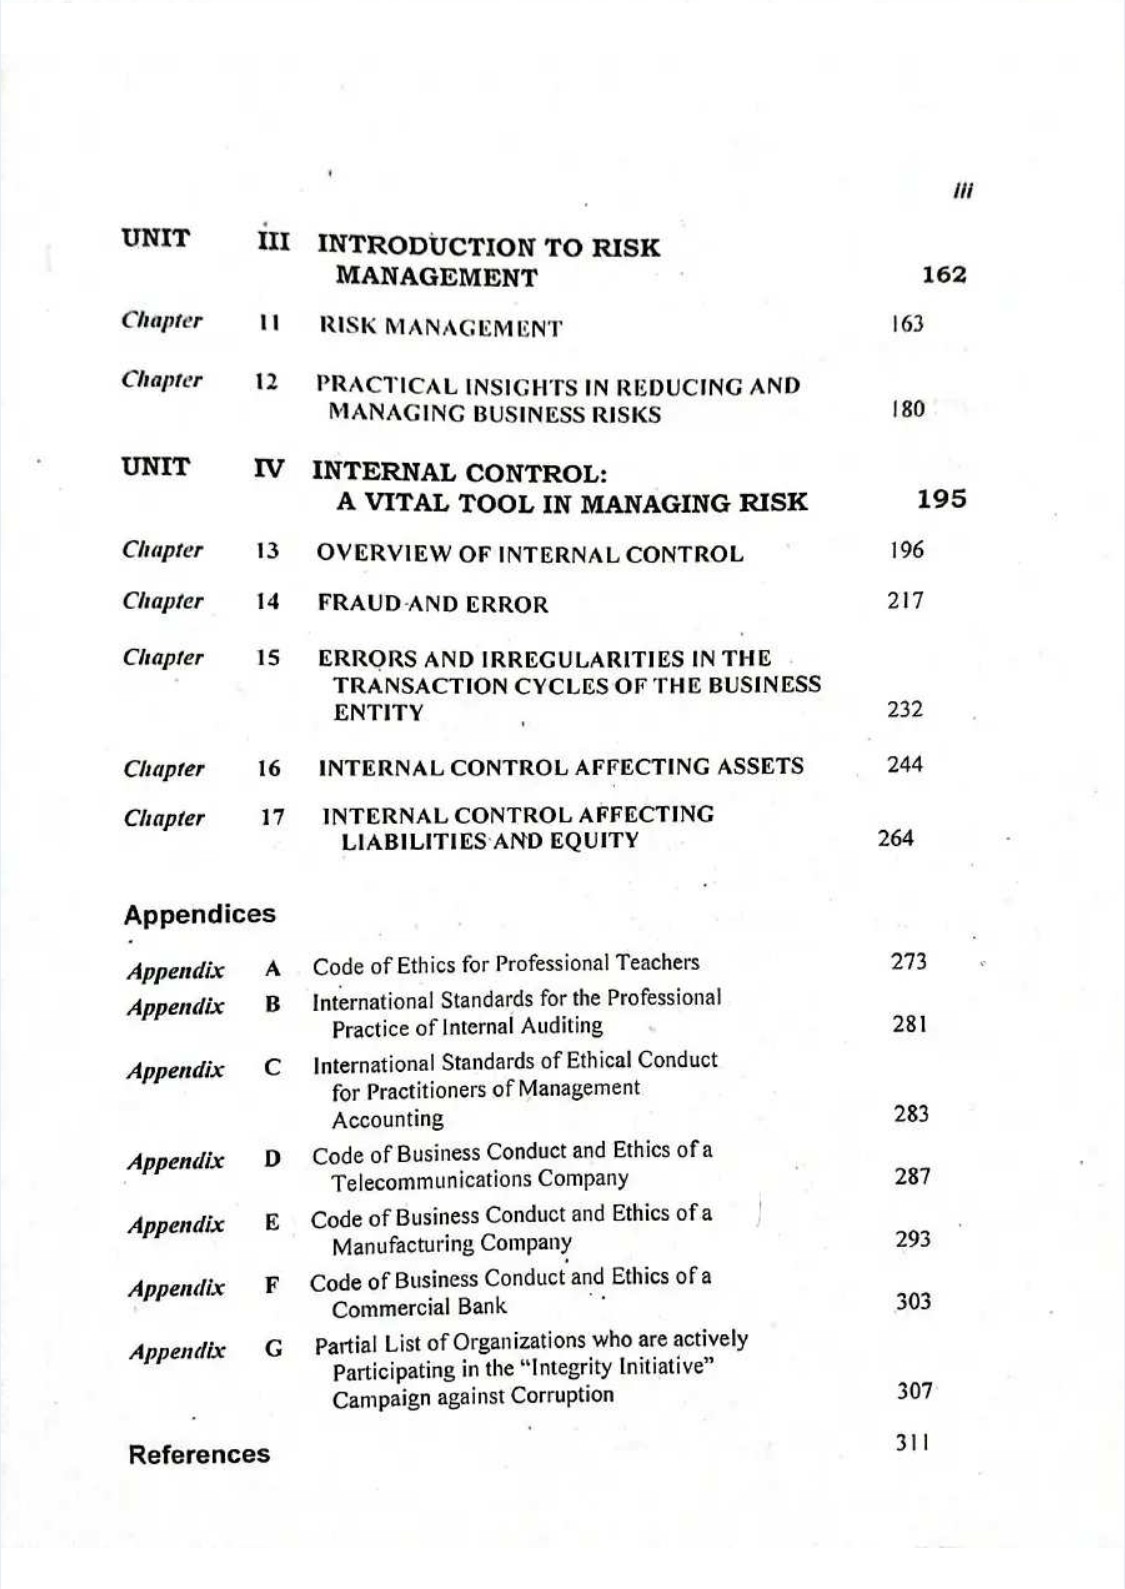 iii
UNIT III INTRODUCTION TO RISK
MANAGEMENT 162
Chapter 11 RISK MANAGEMENT 163
Chapter 12 PRACTICAL INSIGHTS IN REDUCING AND
MANAGING BUSINESS RISKS 180
UNIT IV INTERNAL CONTROL:
A VITAL TOOL IN MANAGING RISK 195
Chapter 13 OVERVIEW OF INTERNAL CONTROL 196
Chapter 14 FRAUD AND ERROR 217
Chapter 15 ERRORS AND IRREGULARITIES IN THE
TRANSACTION CYCLES OF THE BUSINESS
ENTITY 232
Chapter 16 INTERNAL CONTROL AFFECTING ASSETS 244
Chapter 17 INTERNAL CONTROL AFFECTING
LIABILITIES AND EQUITY 264
Appendices
Appendix A Code of Ethics for Professional Teachers 273
Appendix B International Standards for the Professional
Practice of Internal Auditing 281
Appendix C International Standards of Ethical Conduct
for Practitioners of Management
Accounting 283
Appendix D Code of Business Conduct and Ethics of a
Telecommunications Company 287
Appendix E Code of Business Conduct and Ethics of a
Manufacturing Company 293
Appendix F Code of Business Conduct and Ethics of a
Commercial Bank 303
Appendix G Partial List of Organizations who are actively
Participating in the “Integrity Initiative”
Campaign against Corruption 307
References 311